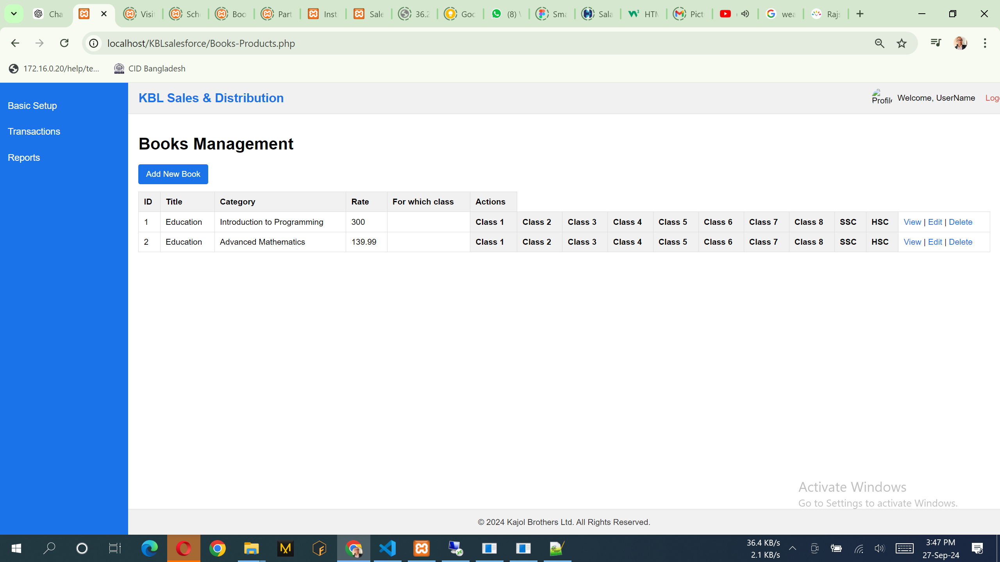 Cha
Visi
Sch
Boo
Part
Inst
Sale
36.2
Goo
(8)
Sma
Sala
HTM
Pict
wea
Rajs
localhost/KBLsalesforce/Books-Products.php
172.16.0.20/help/te...
CID Bangladesh
Basic Setup
Transactions
Reports
KBL Sales & Distribution
Profile
Welcome, UserName
Logo
Books Management
Add New Book
ID Title Category Rate For which class Actions
1 Education Introduction to Programming 300 Class 1 Class 2 Class 3 Class 4 Class 5 Class 6 Class 7 Class 8 SSC HSC View | Edit | Delete
2 Education Advanced Mathematics 139.99 Class 1 Class 2 Class 3 Class 4 Class 5 Class 6 Class 7 Class 8 SSC HSC View | Edit | Delete
Activate Windows
Go to Settings to activate Windows.
© 2024 Kajol Brothers Ltd. All Rights Reserved.
36.4 KB/s
2.1 KB/s
3:47 PM
27-Sep-24